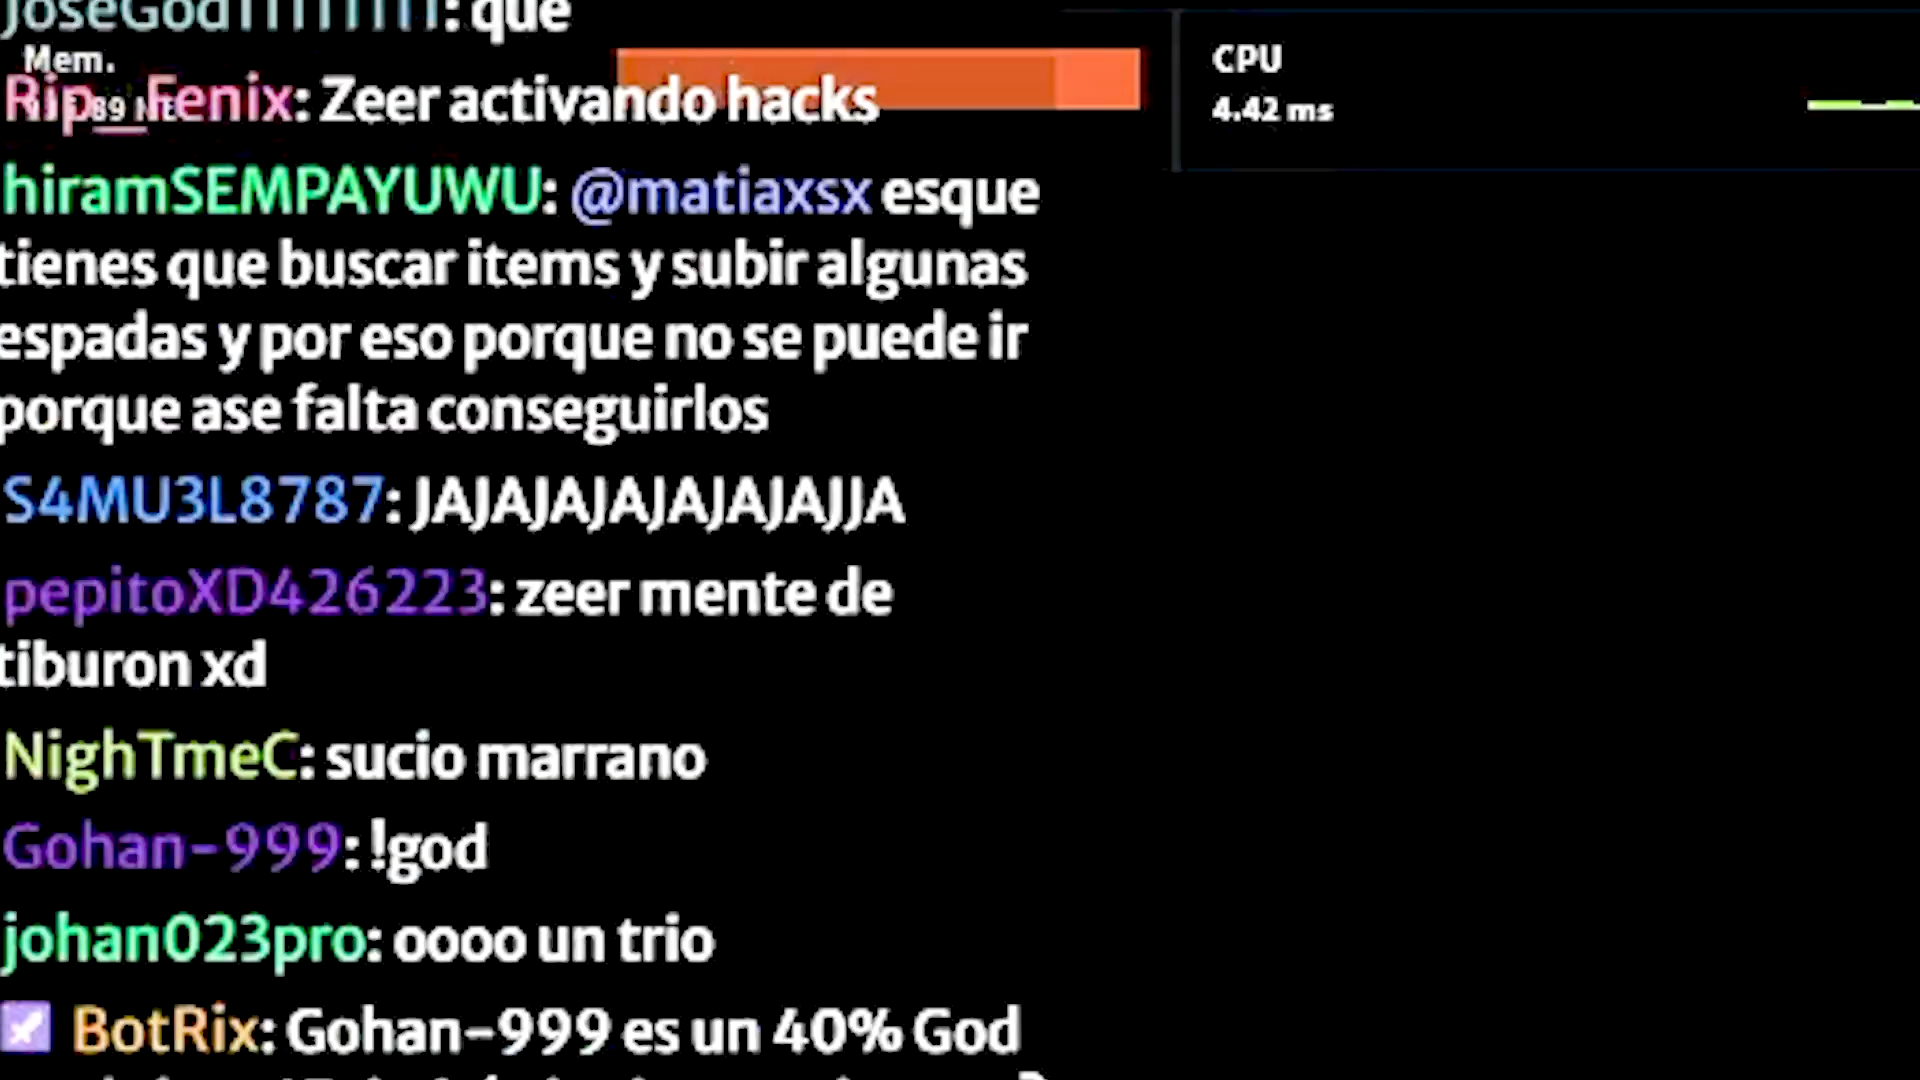 : que
Mem.
CPU
Rip_Fenix: Zeer activando hacks
4.42 ms
hiramSEMPAYUWU: @matiaxsx esque
tienes que buscar items y subir algunas
espadas y por eso porque no se puede ir
porque ase falta conseguirlos
S4MU3L8787: JAJAJAJAJAJAJAJJA
pepitoXD426223: zeer mente de
tiburon xd
NighTmeC: sucio marrano
Gohan-999: !god
johan023pro: oooo un trio
BotRix: Gohan-999 es un 40% God